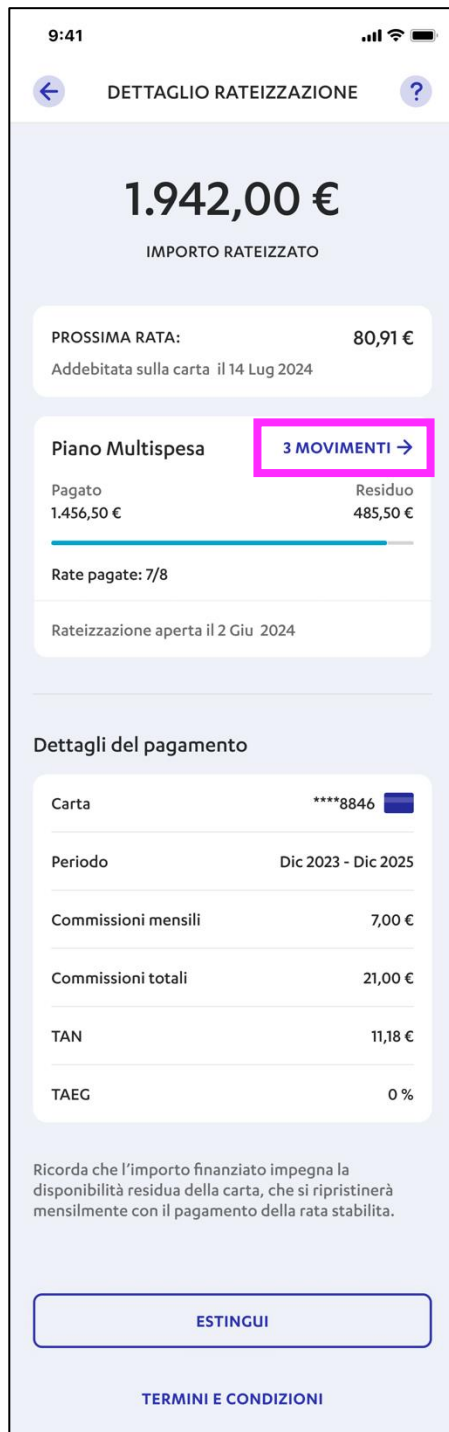 9:41
DETTAGLIO RATEIZZAZIONE ?
1.942,00 €
IMPORTO RATEIZZATO
PROSSIMA RATA: 80,91 €
Addebitata sulla carta il 14 Lug 2024
Piano Multispesa 3 MOVIMENTI →
Pagato Residuo
1.456,50 € 485,50 €
Rate pagate: 7/8
Rateizzazione aperta il 2 Giu 2024
Dettagli del pagamento
Carta ****8846
Periodo Dic 2023 - Dic 2025
Commissioni mensili 7,00 €
Commissioni totali 21,00 €
TAN 11,18 €
TAEG 0 %
Ricorda che l'importo finanziato impegna la
disponibilità residua della carta, che si ripristinerà
mensilmente con il pagamento della rata stabilita.
ESTINGUI
TERMINI E CONDIZIONI